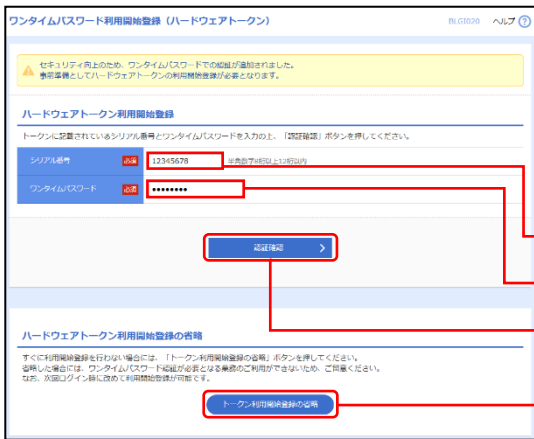 ワンタイムパスワード利用開始登録（ハードウェアトークン）
BLGI020 ヘルプ ?
セキュリティ向上のため、ワンタイムパスワードでの認証が追加されました。
事前準備としてハードウェアトークンの利用開始登録が必要となります。
ハードウェアトークン利用開始登録
トークンに記載されているシリアル番号とワンタイムパスワードを入力の上、「認証確認」ボタンを押してください。
シリアル番号 必須 12345678 半角数字8桁以上12桁以内
ワンタイムパスワード 必須 ●●●●●●●●
認証確認
ハードウェアトークン利用開始登録の省略
すぐに利用開始登録を行わない場合には、「トークン利用開始登録の省略」ボタンを押してください。
省略した場合には、ワンタイムパスワード認証が必要となる業務のご利用ができないため、ご留意ください。
なお、次回ログイン時に改めて利用開始登録が可能です。
トークン利用開始登録の省略